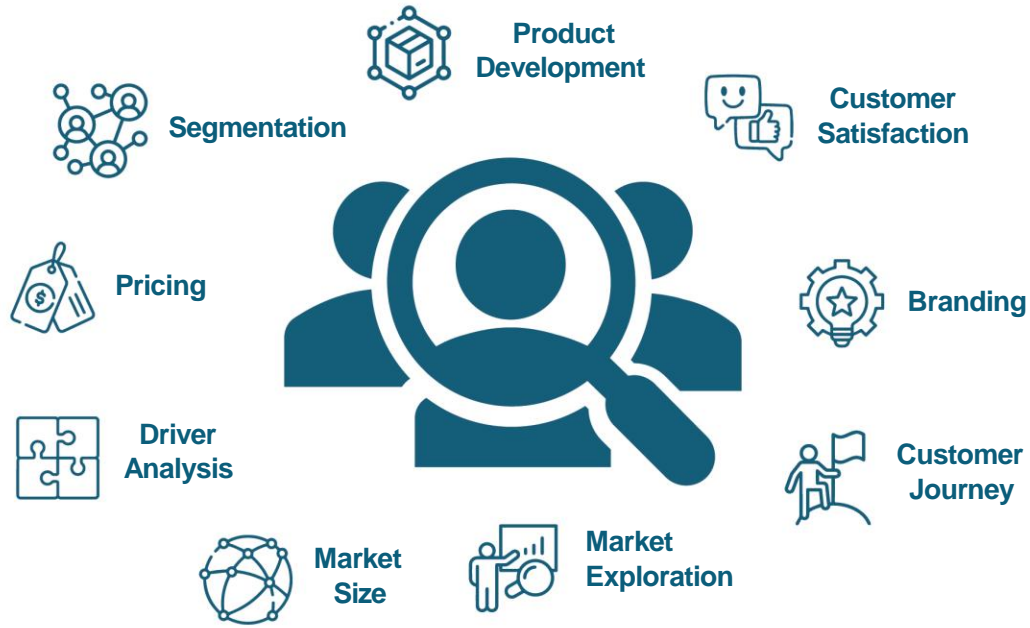 Product
Development
Segmentation
Customer
Satisfaction
Pricing
$
Branding
Driver
Analysis
Customer
Journey
Market
Size
Market
Exploration